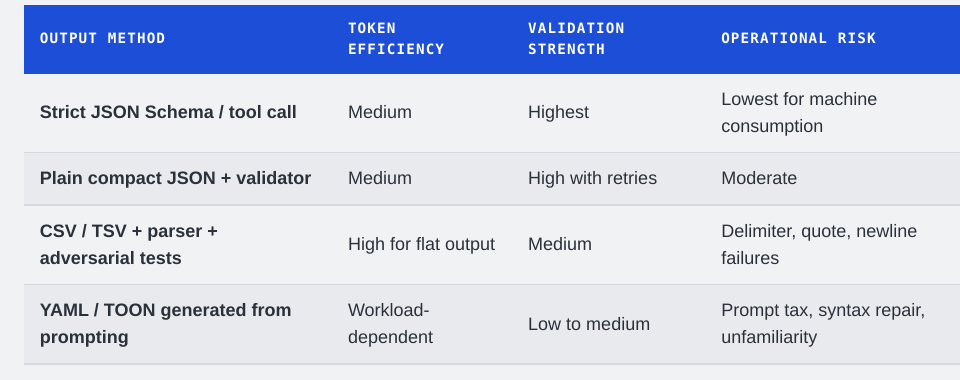 OUTPUT METHOD
TOKEN
EFFICIENCY
VALIDATION
STRENGTH
OPERATIONAL RISK
Strict JSON Schema / tool call
Medium
Highest
Lowest for machine
consumption
Plain compact JSON + validator
Medium
High with retries
Moderate
CSV / TSV + parser +
adversarial tests
High for flat output
Medium
Delimiter, quote, newline
failures
YAML / TOON generated from
prompting
Workload-
dependent
Low to medium
Prompt tax, syntax repair,
unfamiliarity